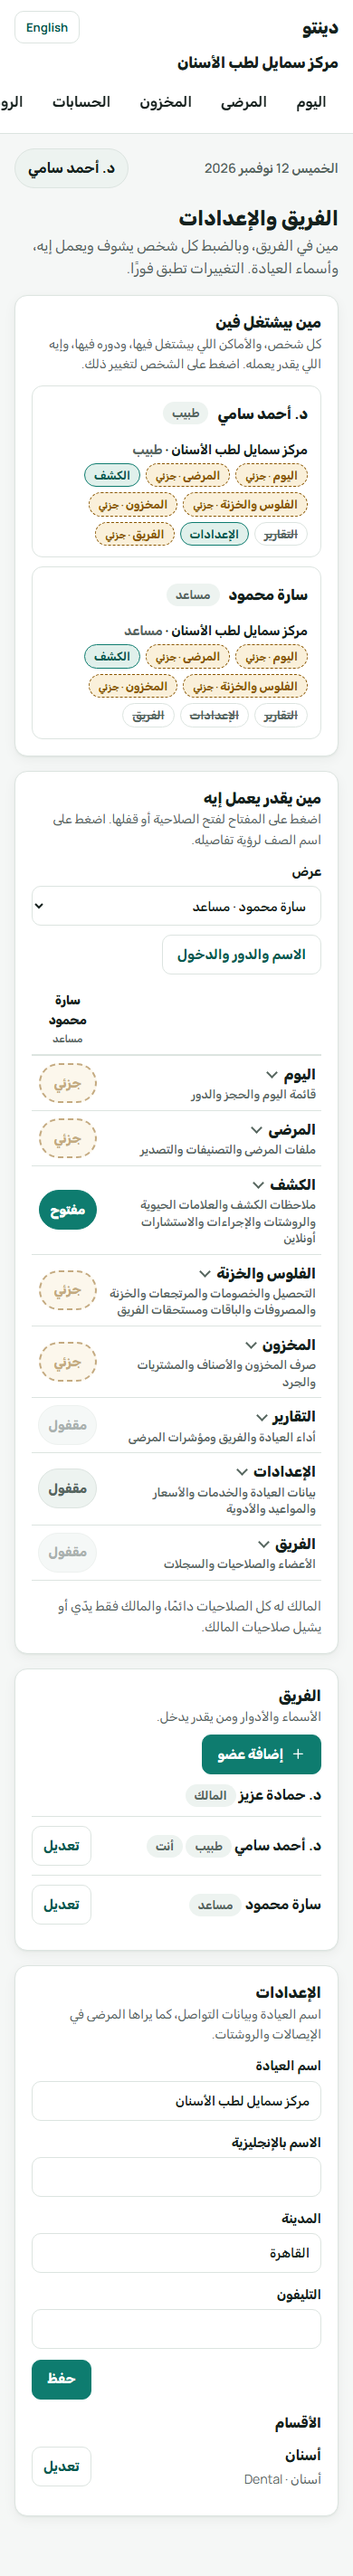 دينتو
English
مركز سمايل لطب الأسنان
اليوم
المرضى
المخزون
الحسابات
الرو
الخميس 12 نوفمبر 2026
د. أحمد سامي
الفريق والإعدادات
مين في الفريق، وبالضبط كل شخص يشوف ويعمل إيه،
وأسماء العيادة. التغييرات تطبق فورًا.
مين بيشتغل فين
كل شخص، والأماكن اللي بيشتغل فيها، ودوره فيها، وإيه
اللي يقدر يعمله. اضغط على الشخص لتغيير ذلك.
د. أحمد سامي
طبيب
مركز سمايل لطب الأسنان · طبيب
اليوم · جزئي
المرضى · جزئي
الكشف
الفلوس والخزنة · جزئي
المخزون · جزئي
التقارير
الإعدادات
الفريق · جزئي
سارة محمود
مساعد
مركز سمايل لطب الأسنان · مساعد
اليوم · جزئي
المرضى · جزئي
الكشف
الفلوس والخزنة · جزئي
المخزون · جزئي
التقارير
الإعدادات
الفريق
مين يقدر يعمل إيه
اضغط على المفتاح لفتح الصلاحية أو قفلها. اضغط على
اسم الصف لرؤية تفاصيله.
عرض
سارة محمود · مساعد
الاسم والدور والدخول
سارة
محمود
مساعد
اليوم
قائمة اليوم والحجز والدور
جزئي
المرضى
ملفات المرضى والتصنيفات والتصدير
جزئي
الكشف
ملاحظات الكشف والعلامات الحيوية
والروشتات والإجراءات والاستشارات
أونلاين
مفتوح
الفلوس والخزنة
التحصيل والخصومات والمرتجعات والخزنة
والمصروفات والباقات ومستحقات الفريق
جزئي
المخزون
صرف المخزون والأصناف والمشتريات
والجرد
جزئي
التقارير
أداء العيادة والفريق ومؤشرات المرضى
مقفول
الإعدادات
بيانات العيادة والخدمات والأسعار
والمواعيد والأدوية
مقفول
الفريق
الأعضاء والصلاحيات والسجلات
مقفول
المالك له كل الصلاحيات دائمًا، والمالك فقط يدّي أو
يشيل صلاحيات المالك.
الفريق
الأسماء والأدوار ومن يقدر يدخل.
+ إضافة عضو
د. حمادة عزيز
المالك
د. أحمد سامي
طبيب
أنت
تعديل
سارة محمود
مساعد
تعديل
الإعدادات
اسم العيادة وبيانات التواصل، كما يراها المرضى في
الإيصالات والروشتات.
اسم العيادة
مركز سمايل لطب الأسنان
الاسم بالإنجليزية
المدينة
القاهرة
التليفون
حفظ
الأقسام
أسنان
أسنان · Dental
تعديل